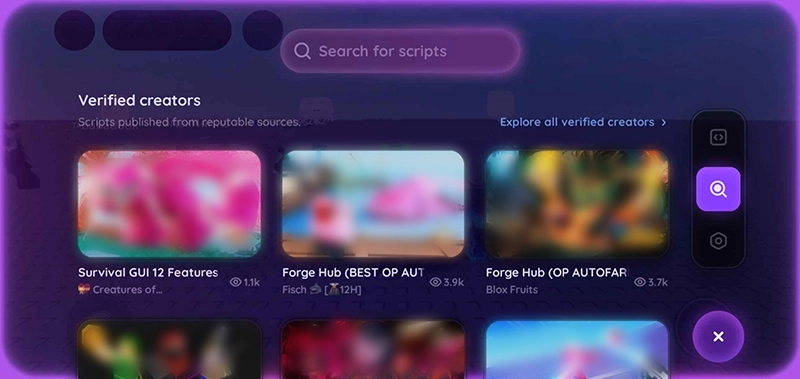 Search for scripts
Verified creators
Scripts published from reputable sources.
Explore all verified creators ›
Survival GUI 12 Features
1.1k
💝 Creatures of...
Forge Hub (BEST OP AUT
3.9k
Fisch [12H]
Forge Hub (OP AUTOFAR
3.7k
Blox Fruits